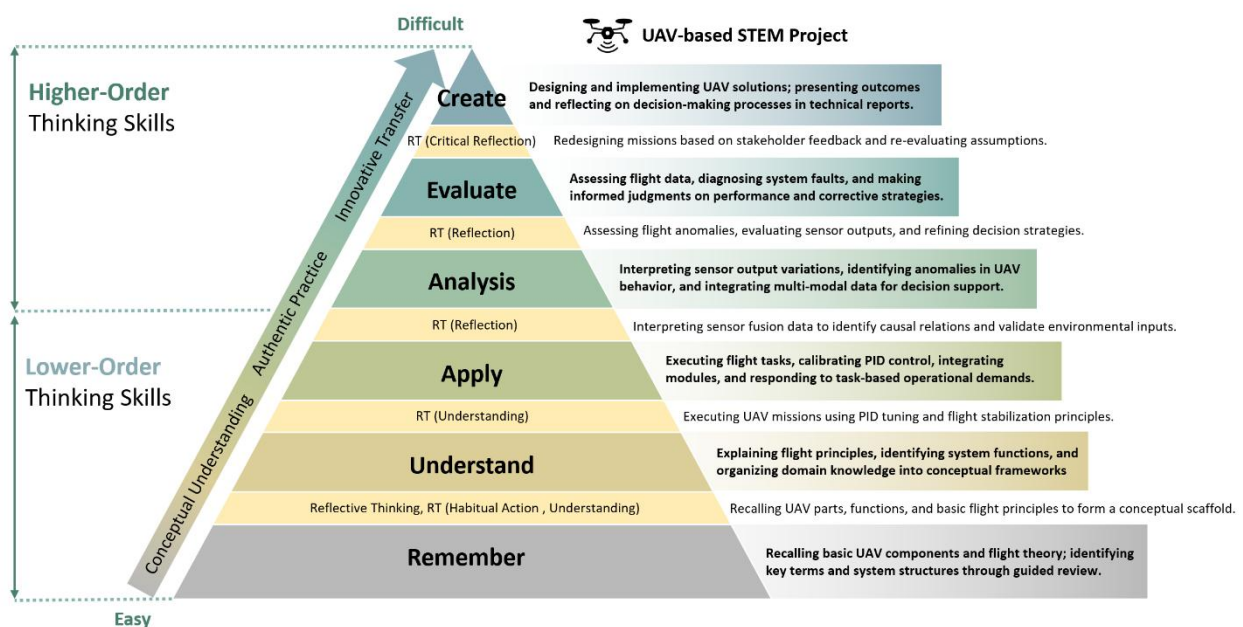 Difficult
UAV-based STEM Project
Higher-Order
Thinking Skills
Create
Designing and implementing UAV solutions; presenting outcomes
and reflecting on decision-making processes in technical reports.
RT (Critical Reflection)
Redesigning missions based on stakeholder feedback and re-evaluating assumptions.
Evaluate
Assessing flight data, diagnosing system faults, and making
informed judgments on performance and corrective strategies.
RT (Reflection)
Assessing flight anomalies, evaluating sensor outputs, and refining decision strategies.
Analysis
Interpreting sensor output variations, identifying anomalies in UAV
behavior, and integrating multi-modal data for decision support.
RT (Reflection)
Interpreting sensor fusion data to identify causal relations and validate environmental inputs.
Lower-Order
Thinking Skills
Apply
Executing flight tasks, calibrating PID control, integrating
modules, and responding to task-based operational demands.
RT (Understanding)
Executing UAV missions using PID tuning and flight stabilization principles.
Understand
Explaining flight principles, identifying system functions, and
organizing domain knowledge into conceptual frameworks
Reflective Thinking, RT (Habitual Action , Understanding)
Recalling UAV parts, functions, and basic flight principles to form a conceptual scaffold.
Remember
Recalling basic UAV components and flight theory; identifying
key terms and system structures through guided review.
Easy
Conceptual Understanding Authentic Practice Innovative Transfer